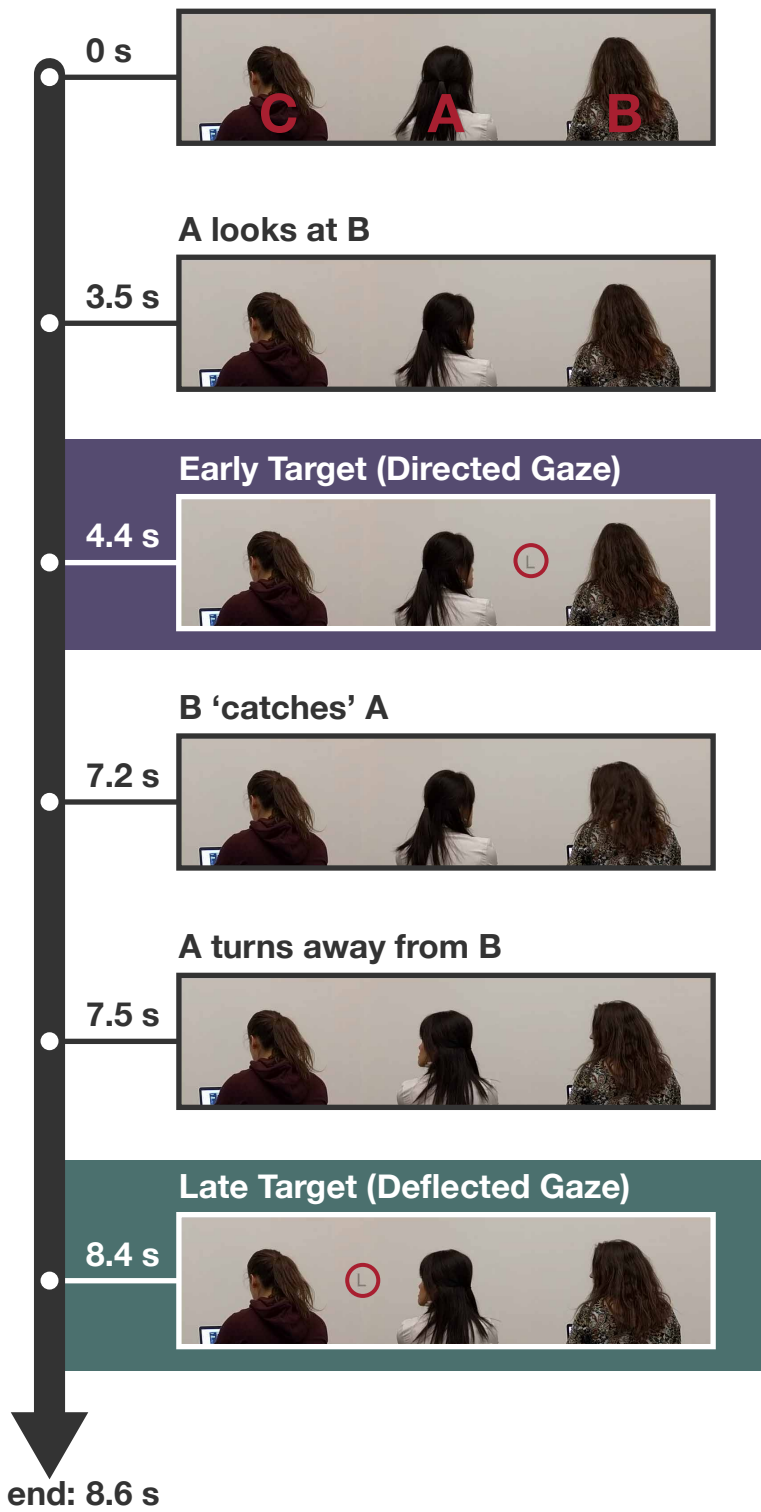 0 s
C A B
A looks at B
3.5 s
Early Target (Directed Gaze)
4.4 s
L
B ‘catches’ A
7.2 s
A turns away from B
7.5 s
Late Target (Deflected Gaze)
8.4 s
L
end: 8.6 s